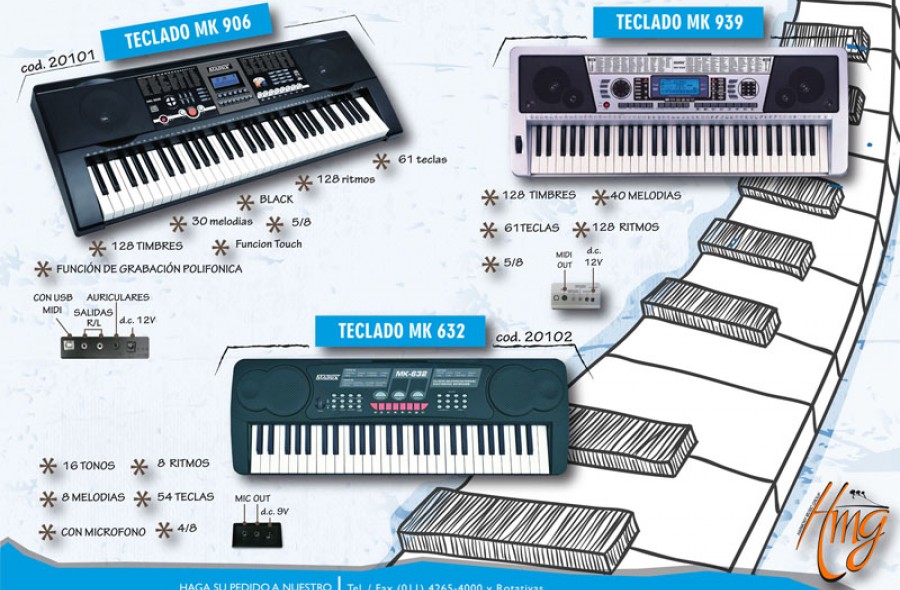 TECLADO MK 906
cod. 20101
61 teclas
128 ritmos
BLACK
30 melodias
5/8
128 TIMBRES
Funcion Touch
FUNCIÓN DE GRABACIÓN POLIFONICA
CON USB
MIDI
AURICULARES
SALIDAS
R/L
d.c. 12V
TECLADO MK 939
128 TIMBRES
40 MELODIAS
61 TECLAS
128 RITMOS
5/8
MIDI
OUT
d.c.
12V
TECLADO MK 632
cod. 20102
MK-632
16 TONOS
8 RITMOS
8 MELODIAS
54 TECLAS
CON MICROFONO
4/8
MIC OUT
d.c. 9V
Hmg
HAGA SU PEDIDO A NUESTRO
Tel / Fax (011) 4265-4000 y Rotativas